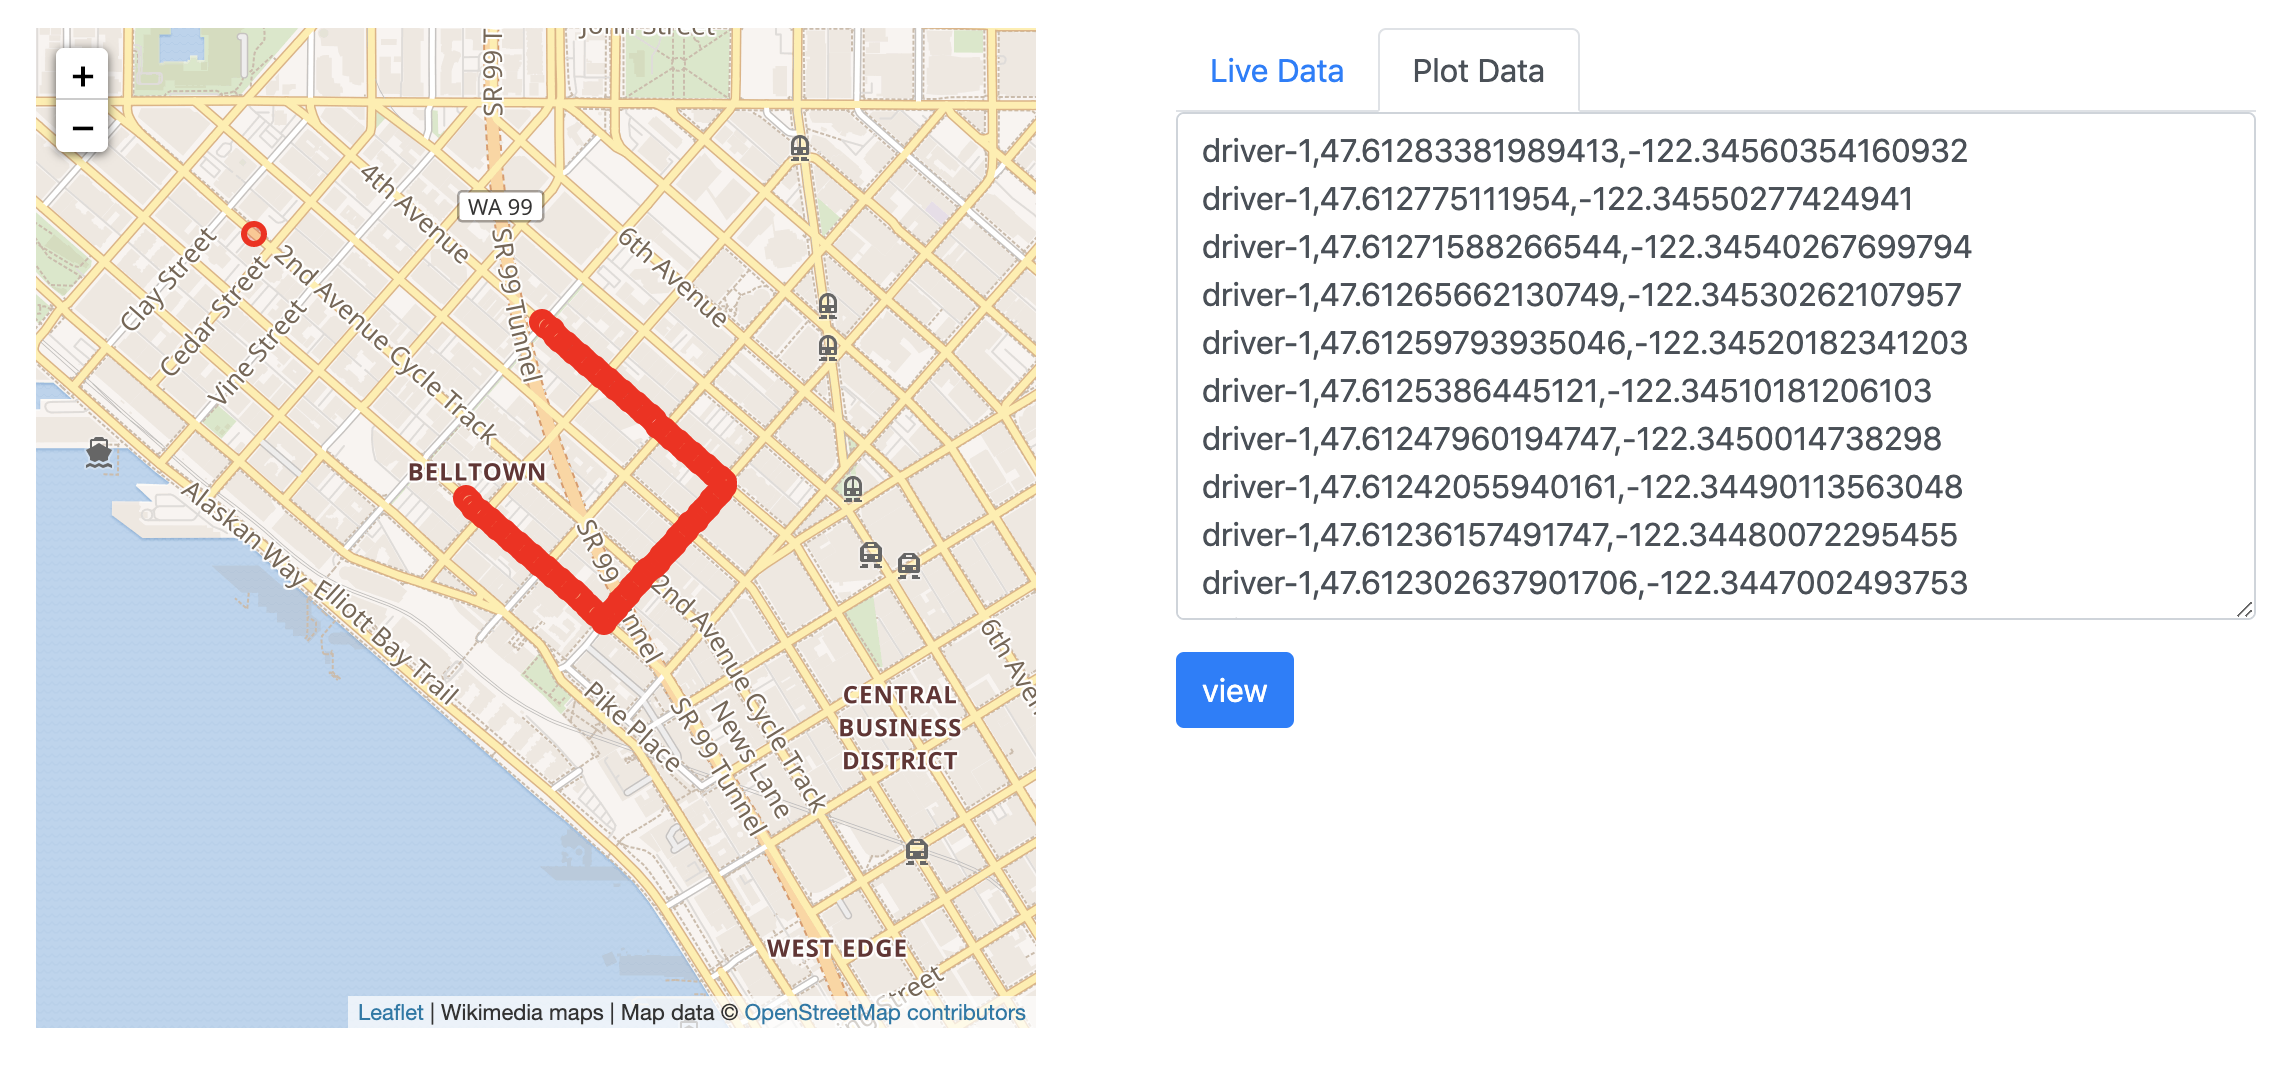 John Street
SR 99 T
+
−
4th Avenue
WA 99
6th Avenue
SR 99 Tunnel
2nd Avenue Cycle Track
Clay Street
Cedar Street
Vine Street
BELLTOWN
Alaskan Way
SR 99
nnel
Elliott Bay Trail
2nd Avenue Cycle Track
6th Aven
Pike Place
SR 99 Tunnel
News Lane
CENTRAL
BUSINESS
DISTRICT
WEST EDGE
Street
Leaflet | Wikimedia maps | Map data © OpenStreetMap contributors
Live Data
Plot Data
driver-1,47.61283381989413,-122.34560354160932
driver-1,47.612775111954,-122.34550277424941
driver-1,47.61271588266544,-122.34540267699794
driver-1,47.61265662130749,-122.34530262107957
driver-1,47.61259793935046,-122.34520182341203
driver-1,47.6125386445121,-122.34510181206103
driver-1,47.61247960194747,-122.3450014738298
driver-1,47.61242055940161,-122.34490113563048
driver-1,47.61236157491747,-122.34480072295455
driver-1,47.612302637901706,-122.3447002493753
view